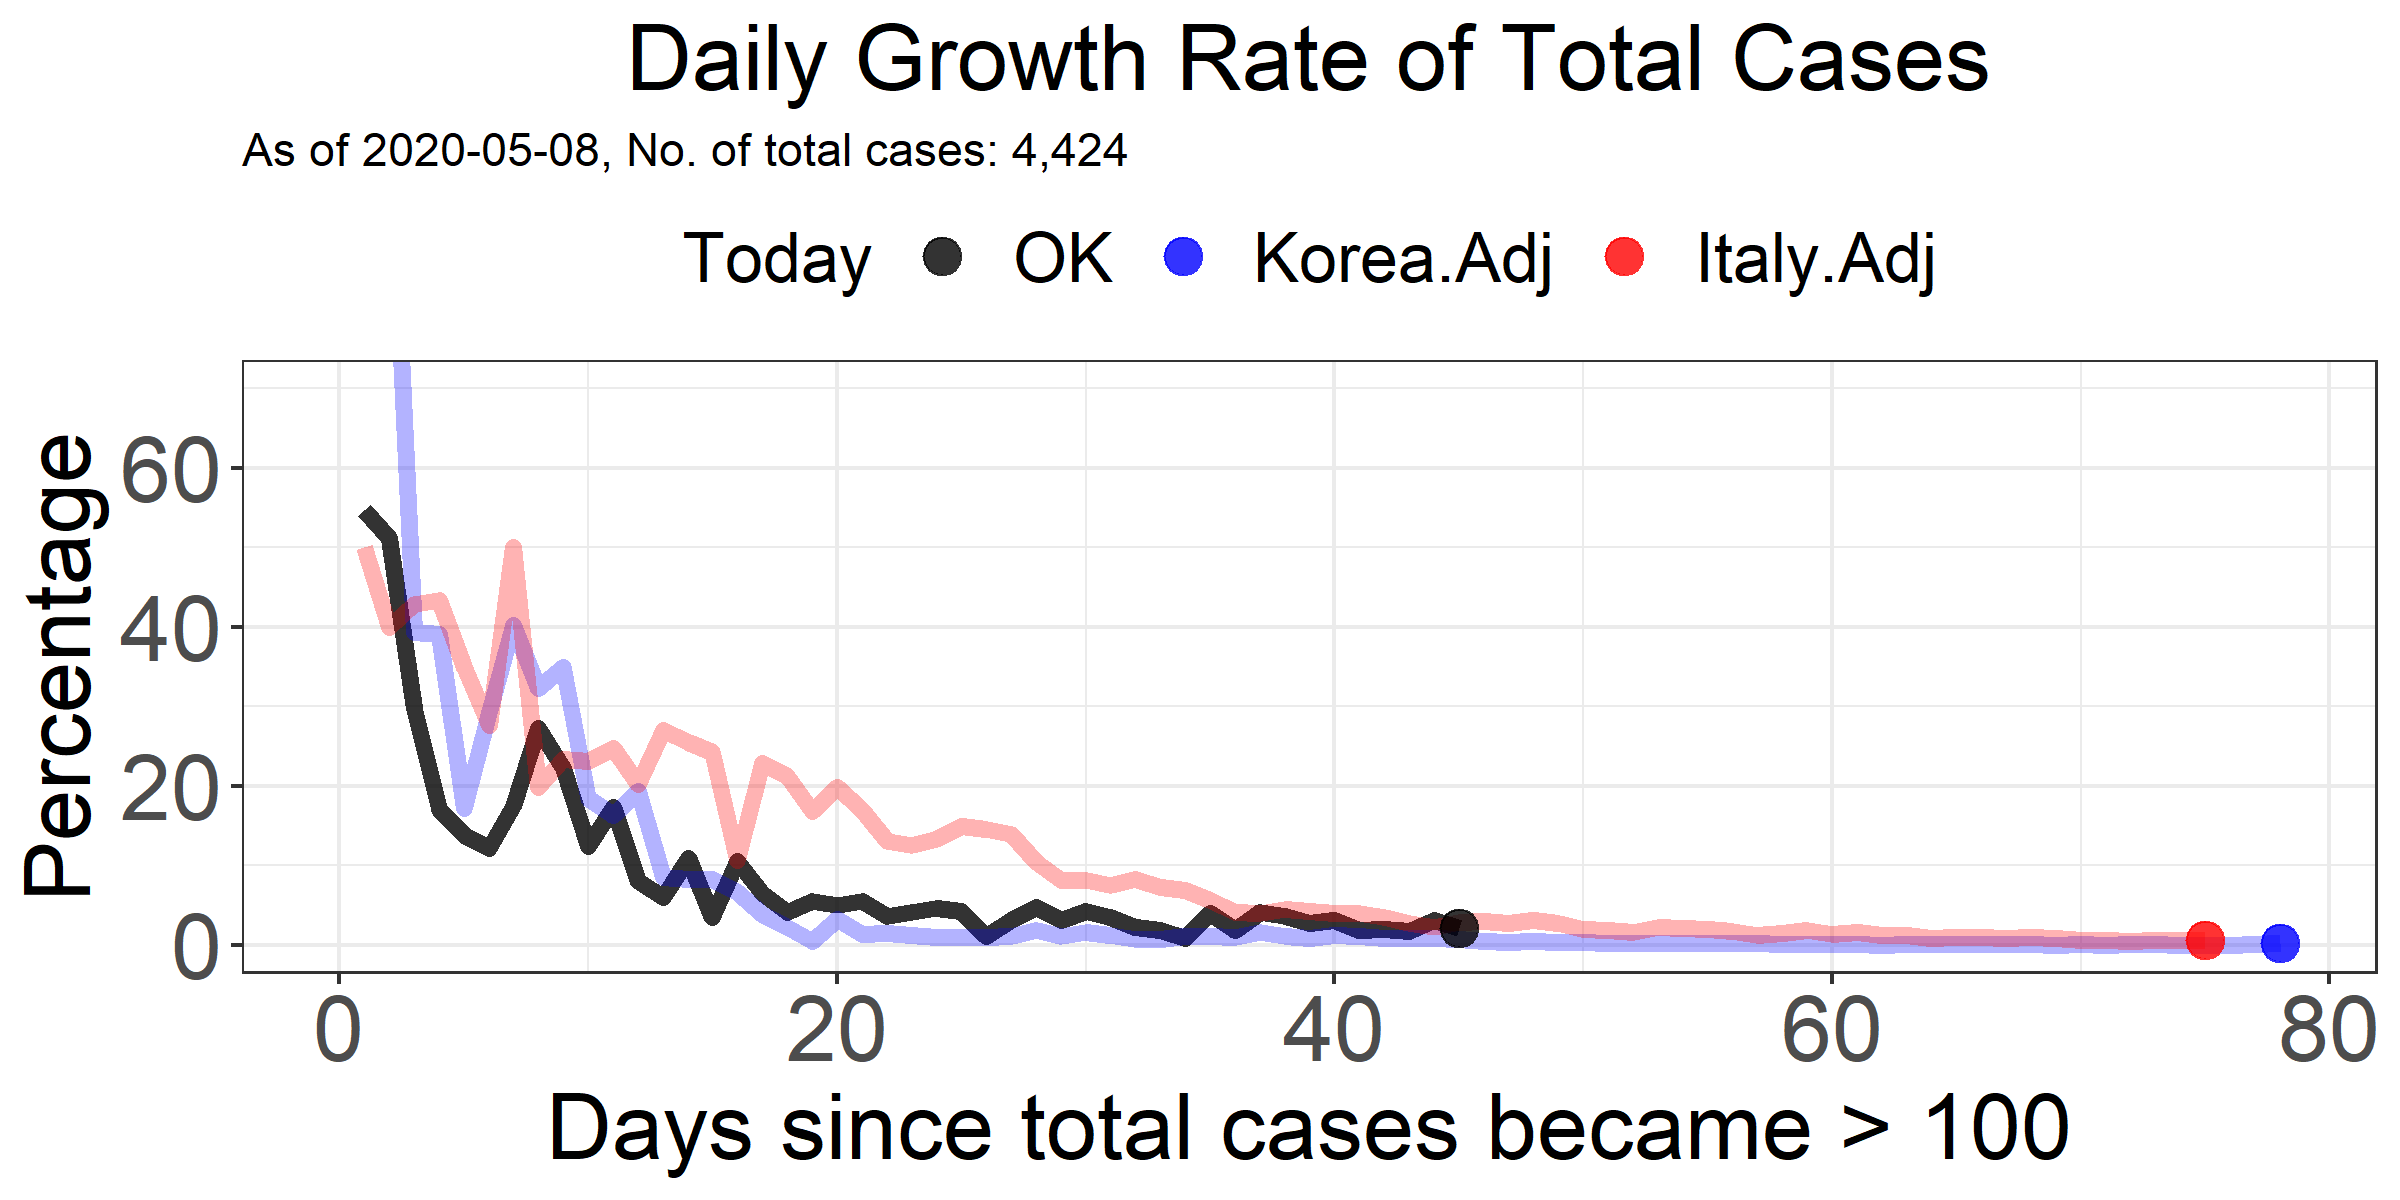 Daily Growth Rate of Total Cases
As of 2020-05-08, No. of total cases: 4,424
Today OK Korea.Adj Italy.Adj
Percentage
60
40
20
0
0 20 40 60 80
Days since total cases became > 100